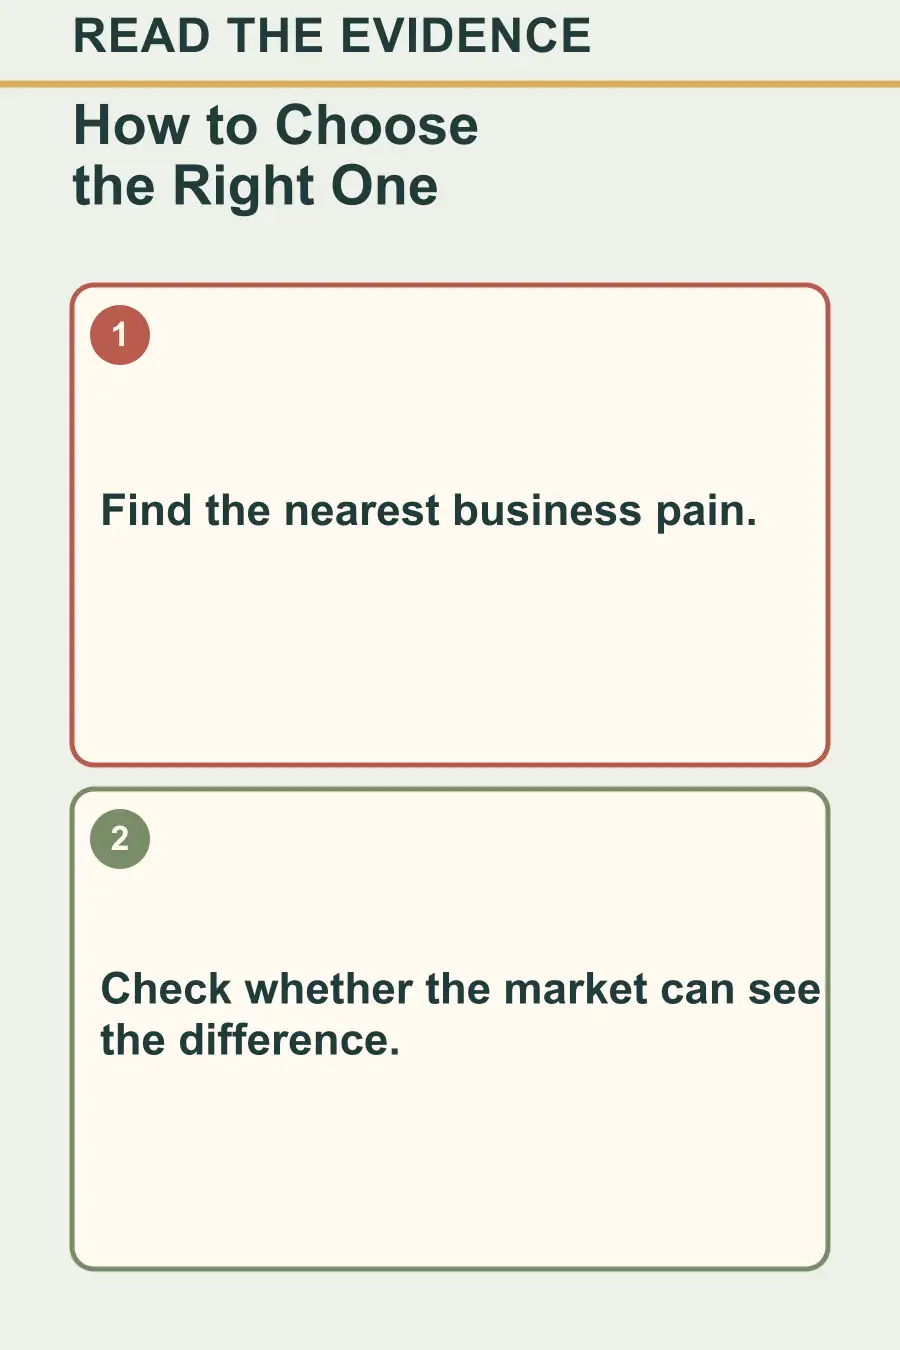 READ THE EVIDENCE
How to Choose
the Right One
1
Find the nearest business pain.
2
Check whether the market can see
the difference.